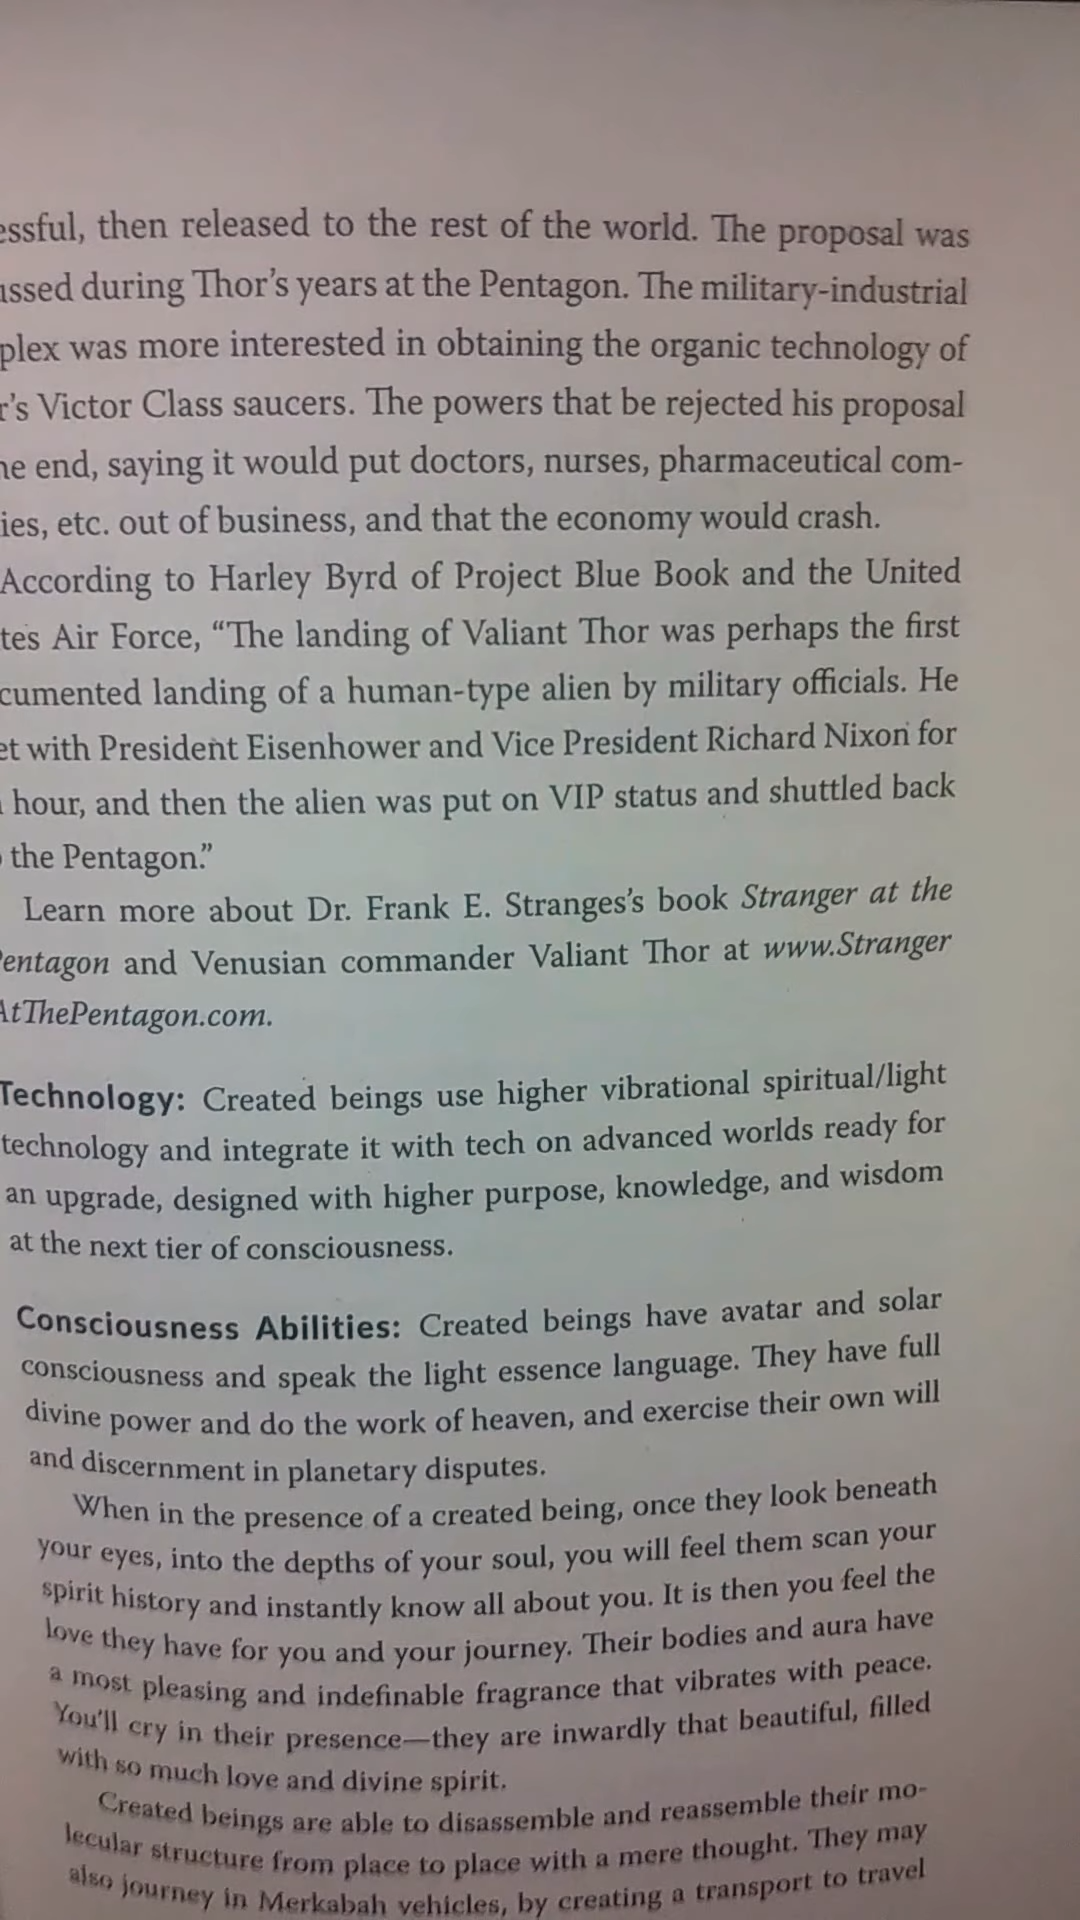 essful, then released to the rest of the world. The proposal was
ussed during Thor's years at the Pentagon. The military-industrial
plex was more interested in obtaining the organic technology of
r's Victor Class saucers. The powers that be rejected his proposal
he end, saying it would put doctors, nurses, pharmaceutical com-
ies, etc. out of business, and that the economy would crash.
According to Harley Byrd of Project Blue Book and the United
tes Air Force, “The landing of Valiant Thor was perhaps the first
cumented landing of a human-type alien by military officials. He
et with President Eisenhower and Vice President Richard Nixon for
hour, and then the alien was put on VIP status and shuttled back
the Pentagon.”
Learn more about Dr. Frank E. Stranges's book Stranger at the
Pentagon and Venusian commander Valiant Thor at www.Stranger
AtThePentagon.com.
Technology: Created beings use higher vibrational spiritual/light
technology and integrate it with tech on advanced worlds ready for
an upgrade, designed with higher purpose, knowledge, and wisdom
at the next tier of consciousness.
Consciousness Abilities: Created beings have avatar and solar
consciousness and speak the light essence language. They have full
divine power and do the work of heaven, and exercise their own will
and discernment in planetary disputes.
When in the presence of a created being, once they look beneath
your eyes, into the depths of your soul, you will feel them scan your
spirit history and instantly know all about you. It is then you feel the
love they have for you and your journey. Their bodies and aura have
a most pleasing and indefinable fragrance that vibrates with peace.
You'll cry in their presence—they are inwardly that beautiful, filled
with so much love and divine spirit.
Created beings are able to disassemble and reassemble their mo-
lecular structure from place to place with a mere thought. They may
also journey in Merkabah vehicles, by creating a transport to travel